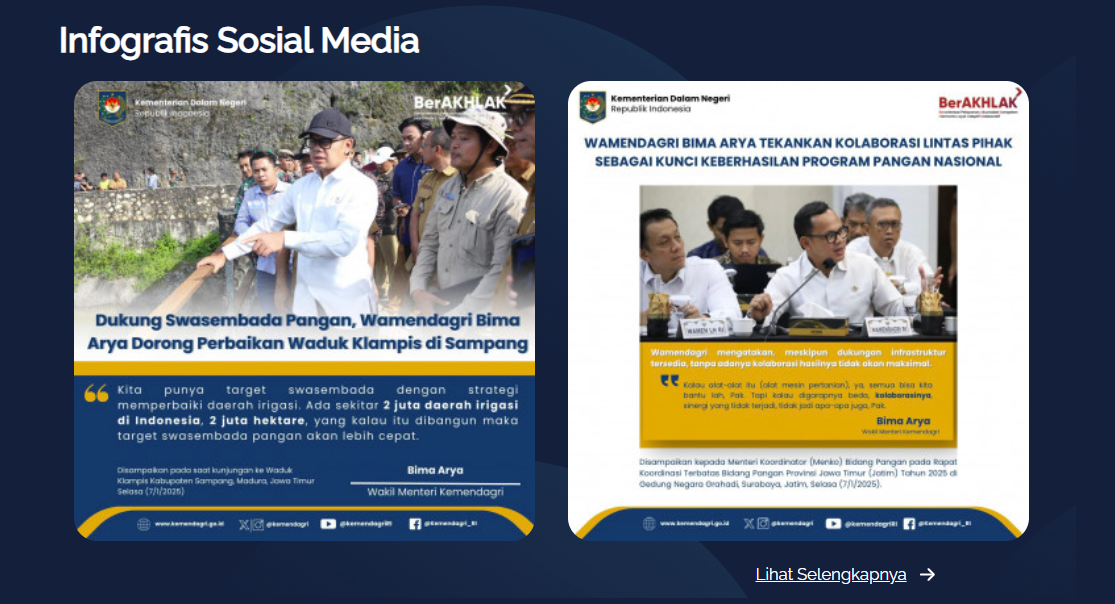 Infografis Sosial Media
Kementerian Dalam Negeri
Republik Indonesia
BerAKHLAK
Dukung Swasembada Pangan, Wamendagri Bima
Arya Dorong Perbaikan Waduk Klampis di Sampang
Kita punya target swasembada dengan strategi
memperbaiki daerah irigasi. Ada sekitar 2 juta daerah irigasi
di Indonesia, 2 juta hektare, yang kalau itu dibangun maka
target swasembada pangan akan lebih cepat.
Disampaikan pada saat kunjungan ke Waduk
Klampis Kabupaten Sampang, Madura, Jawa Timur
Selasa (7/1/2025)
Bima Arya
Wakil Menteri Kemendagri
www.kemendagri.go.id @kemendagri @kemendagriRI @Kemendagri_RI
Kementerian Dalam Negeri
Republik Indonesia
BerAKHLAK
WAMENDAGRI BIMA ARYA TEKANKAN KOLABORASI LINTAS PIHAK
SEBAGAI KUNCI KEBERHASILAN PROGRAM PANGAN NASIONAL
WAMEN LH RI
WAMENDAGRI RI
Wamendagri mengatakan, meskipun dukungan infrastruktur
tersedia, tanpa adanya kolaborasi hasilnya tidak akan maksimal.
Kalau alat-alat itu (alat mesin pertanian), ya, semua bisa kita
bantu lah, Pak. Tapi kalau digarapnya beda, kolaborasinya,
sinergi yang tidak terjadi, tidak jadi apa-apa juga, Pak.
Bima Arya
Wakil Menteri Kemendagri
Disampaikan kepada Menteri Koordinator (Menko) Bidang Pangan pada Rapat
Koordinasi Terbatas Bidang Pangan Provinsi Jawa Timur (Jatim) Tahun 2025 di
Gedung Negara Grahadi, Surabaya, Jatim, Selasa (7/1/2025).
www.kemendagri.go.id @kemendagri @kemendagriRI @Kemendagri_RI
Lihat Selengkapnya